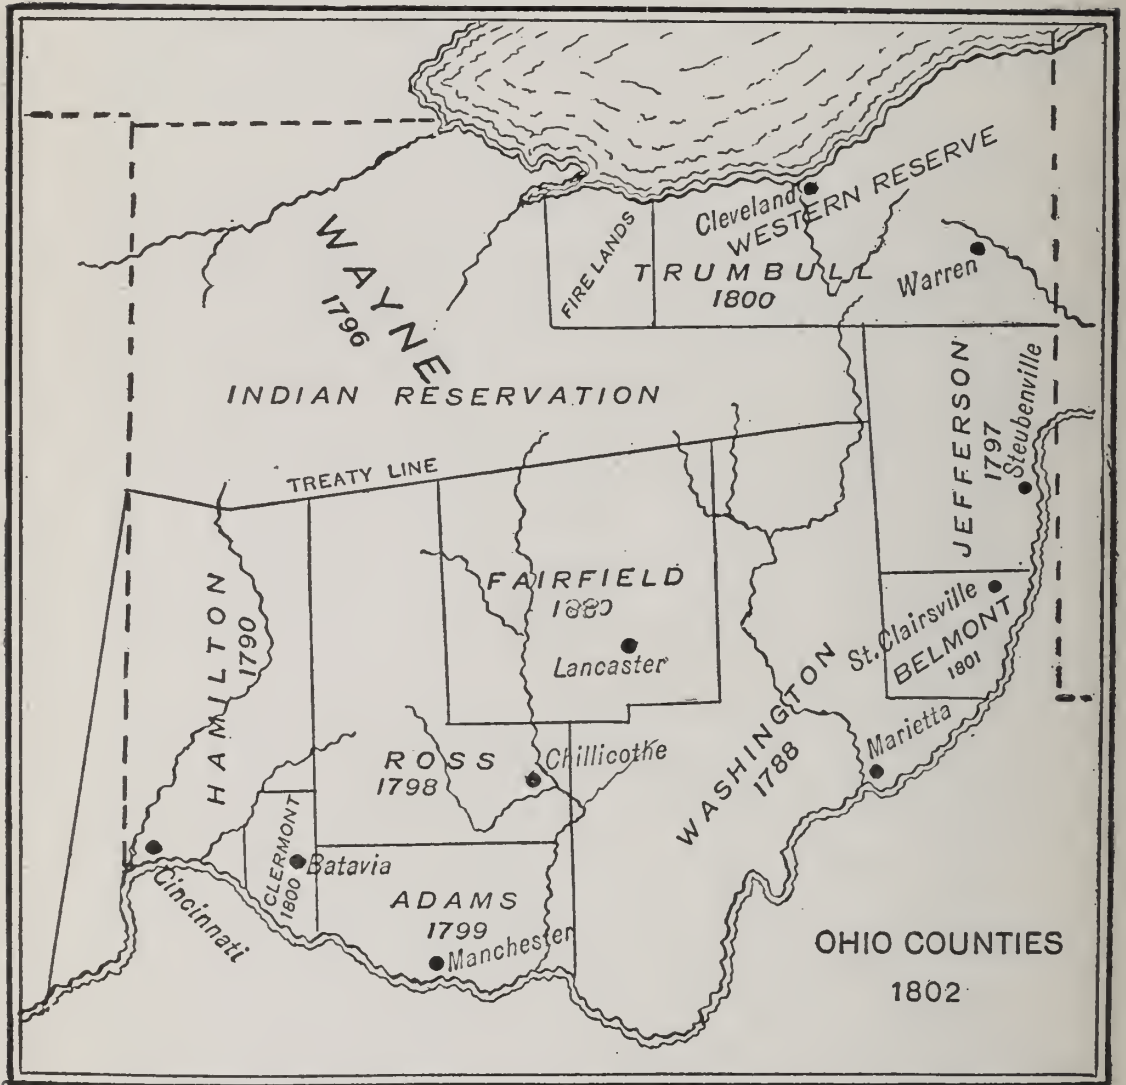 Cleveland
WESTERN RESERVE
FIRE LANDS
TRUMBULL
1800
Warren
WAYNE
1796
INDIAN RESERVATION
TREATY LINE
JEFFERSON
1797
Steubenville
HAMILTON
1790
FAIRFIELD
Lancaster
St. Clairsville
BELMONT
1801
WASHINGTON
1788
Marietta
ROSS
1798
Chillicothe
CLERMONT
1800
Batavia
Cincinnati
ADAMS
1799
Manchester
OHIO COUNTIES
1802